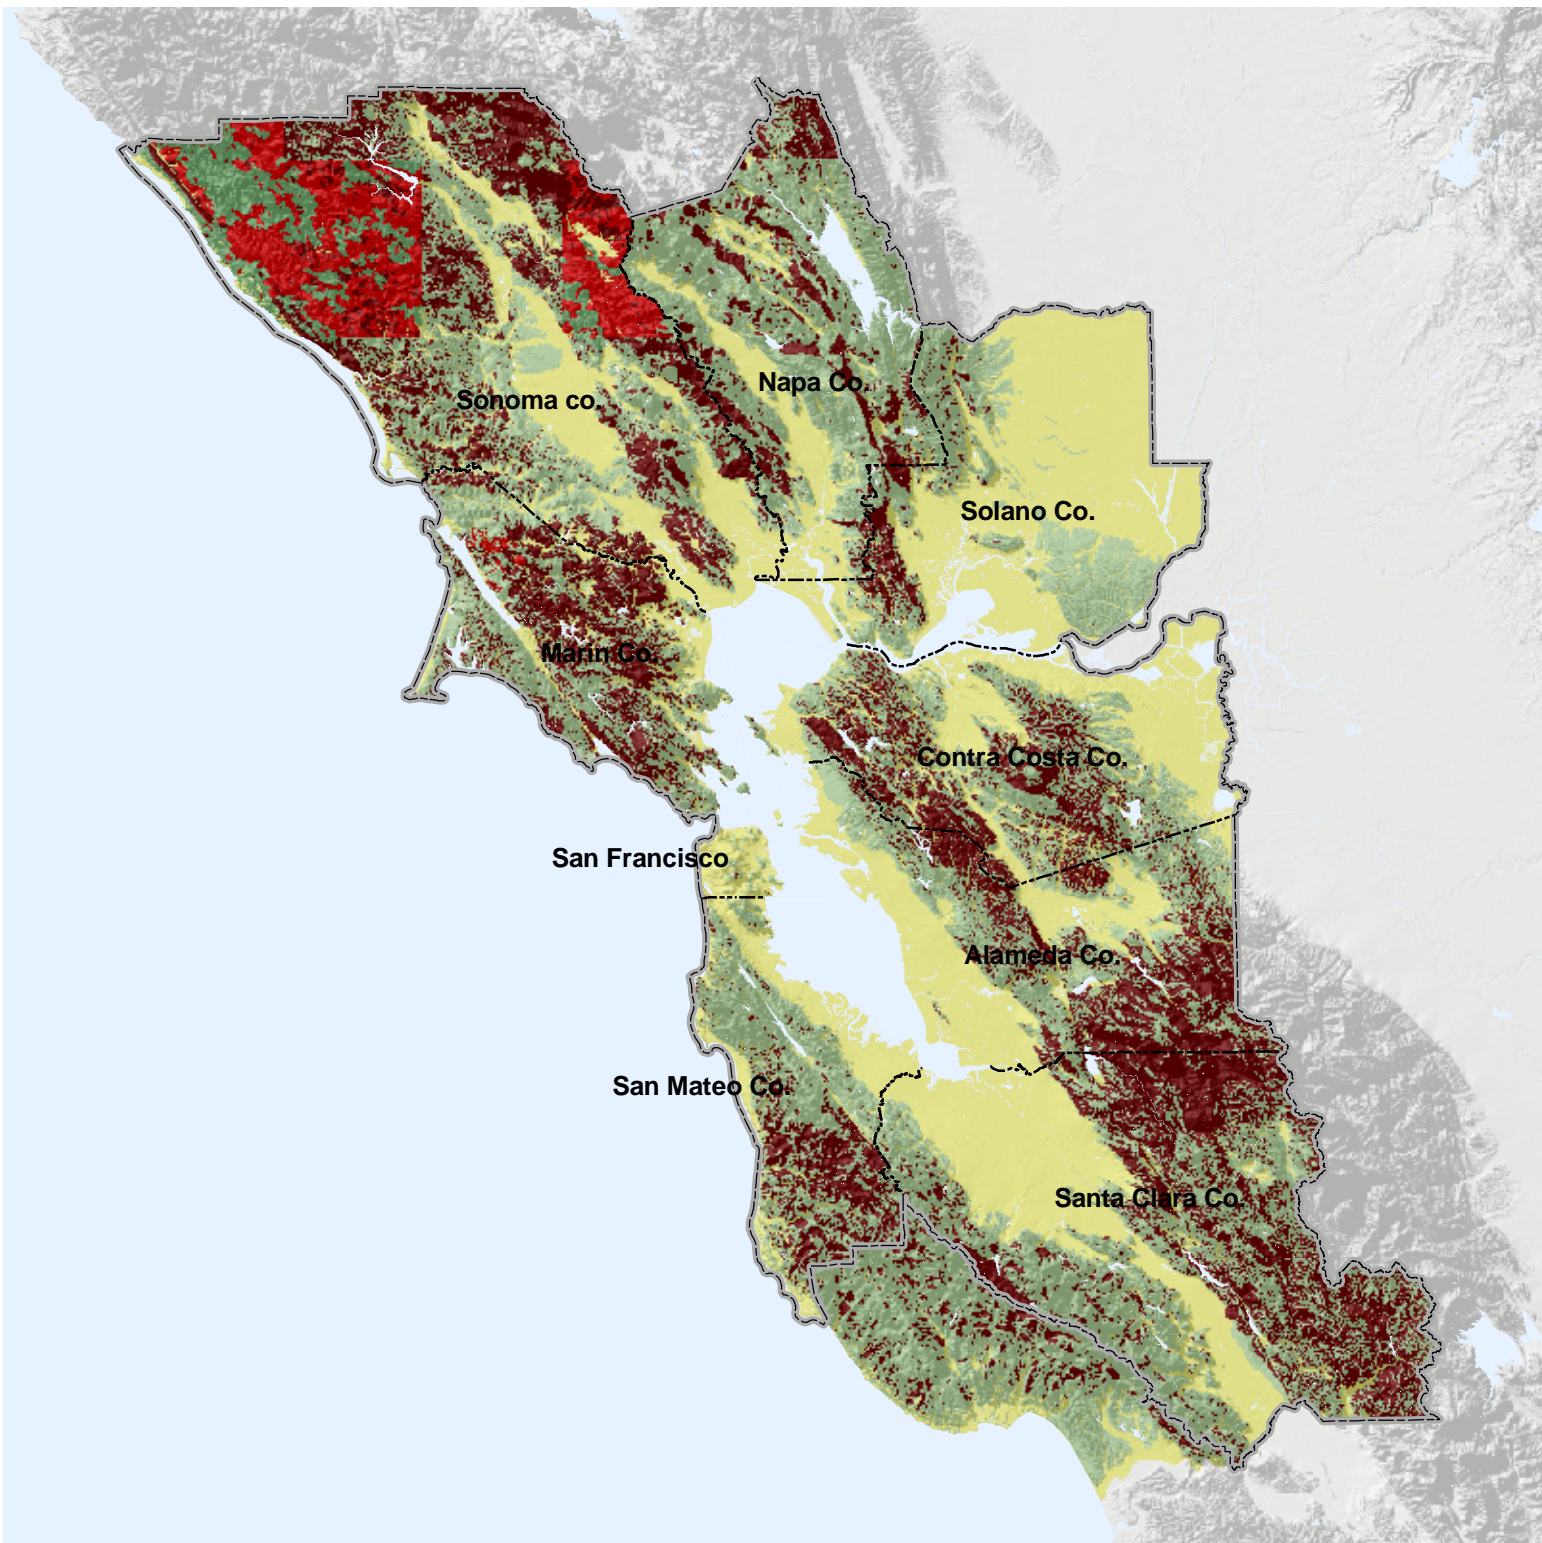 Napa Co.
Sonoma co.
Solano Co.
Marin Co.
Contra Costa Co.
San Francisco
Alameda Co.
San Mateo Co.
Santa Clara Co.